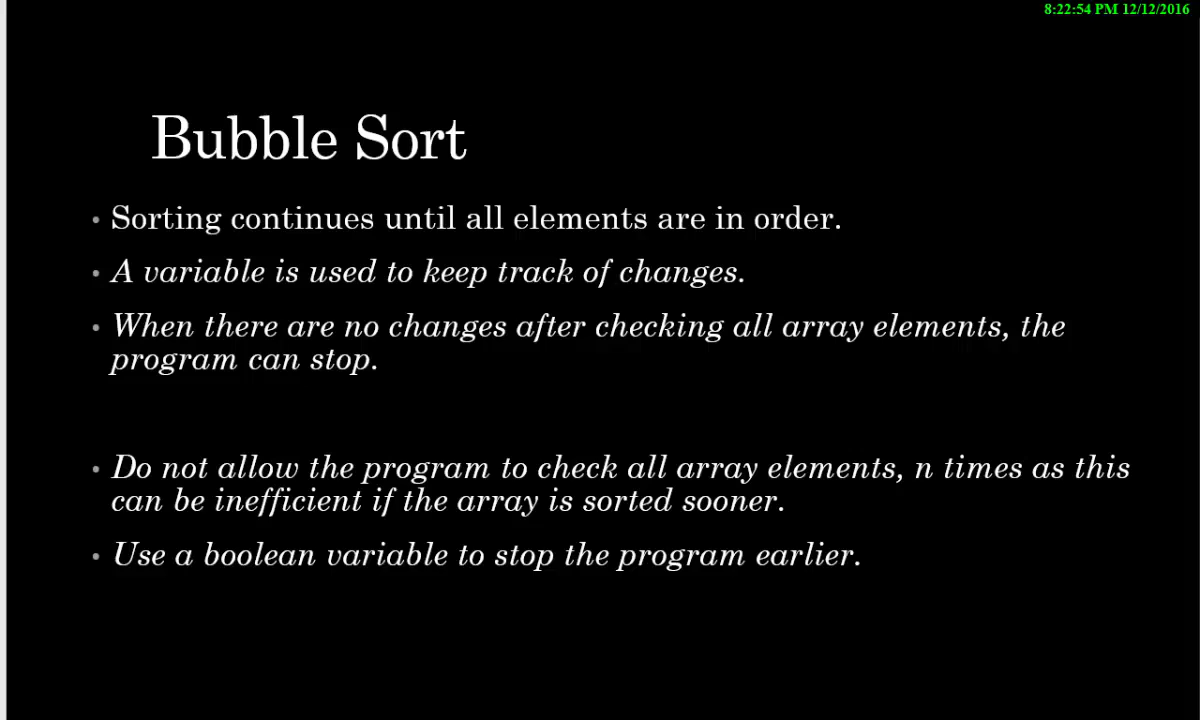 8:22:54 PM 12/12/2016
Bubble Sort
• Sorting continues until all elements are in order.
• A variable is used to keep track of changes.
• When there are no changes after checking all array elements, the
program can stop.
• Do not allow the program to check all array elements, n times as this
can be inefficient if the array is sorted sooner.
• Use a boolean variable to stop the program earlier.